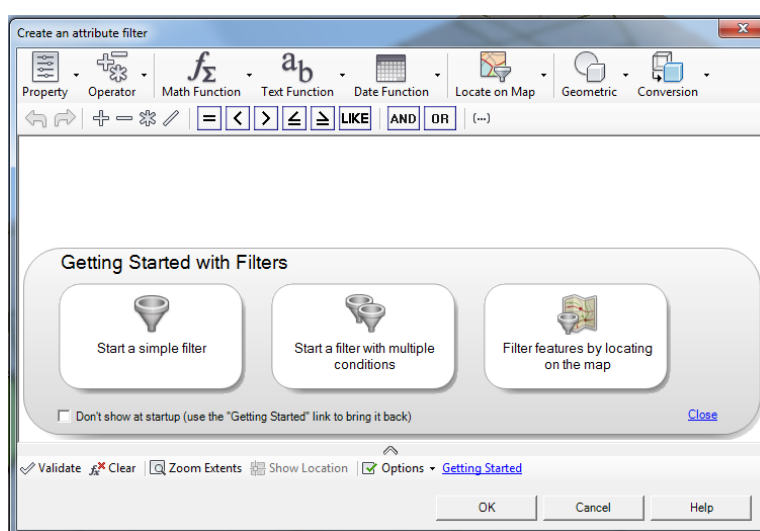 Create an attribute filter
Property Operator Math Function Text Function Date Function Locate on Map Geometric Conversion
= < > ≤ ≥ LIKE AND OR (...)
Getting Started with Filters
Start a simple filter
Start a filter with multiple
conditions
Filter features by locating
on the map
Don't show at startup (use the "Getting Started" link to bring it back)
Close
Validate Clear Zoom Extents Show Location Options Getting Started
OK Cancel Help